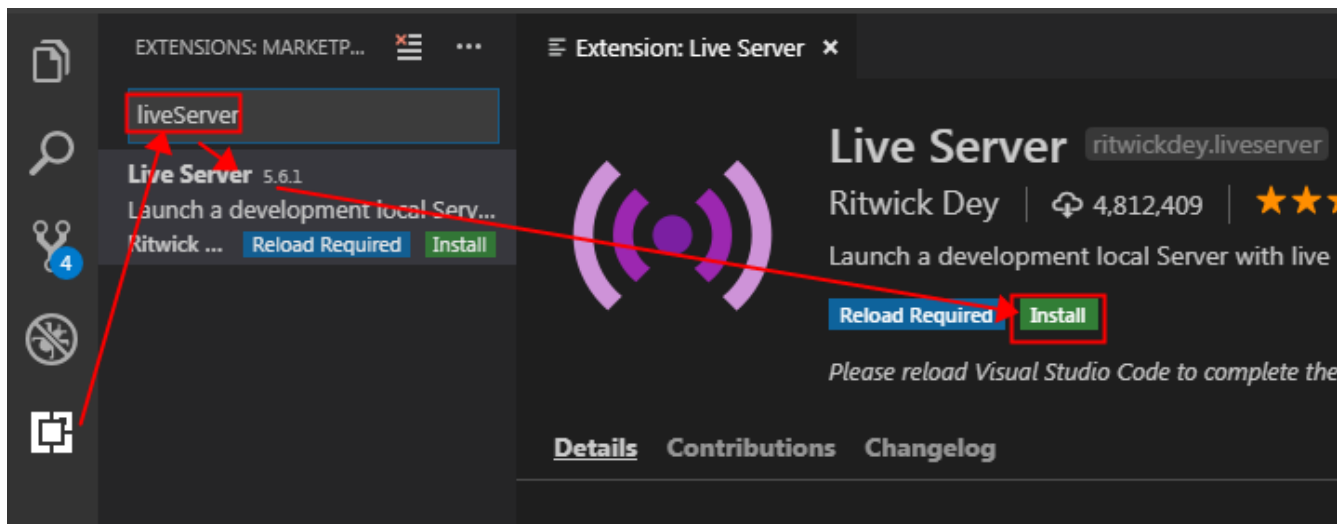 EXTENSIONS: MARKETP...
liveServer
Live Server 5.6.1
Launch a development local Serv...
Ritwick ... Reload Required Install
4
Extension: Live Server
Live Server ritwickdey.liveserver
Ritwick Dey 4,812,409
Launch a development local Server with live
Reload Required Install
Please reload Visual Studio Code to complete the
Details Contributions Changelog